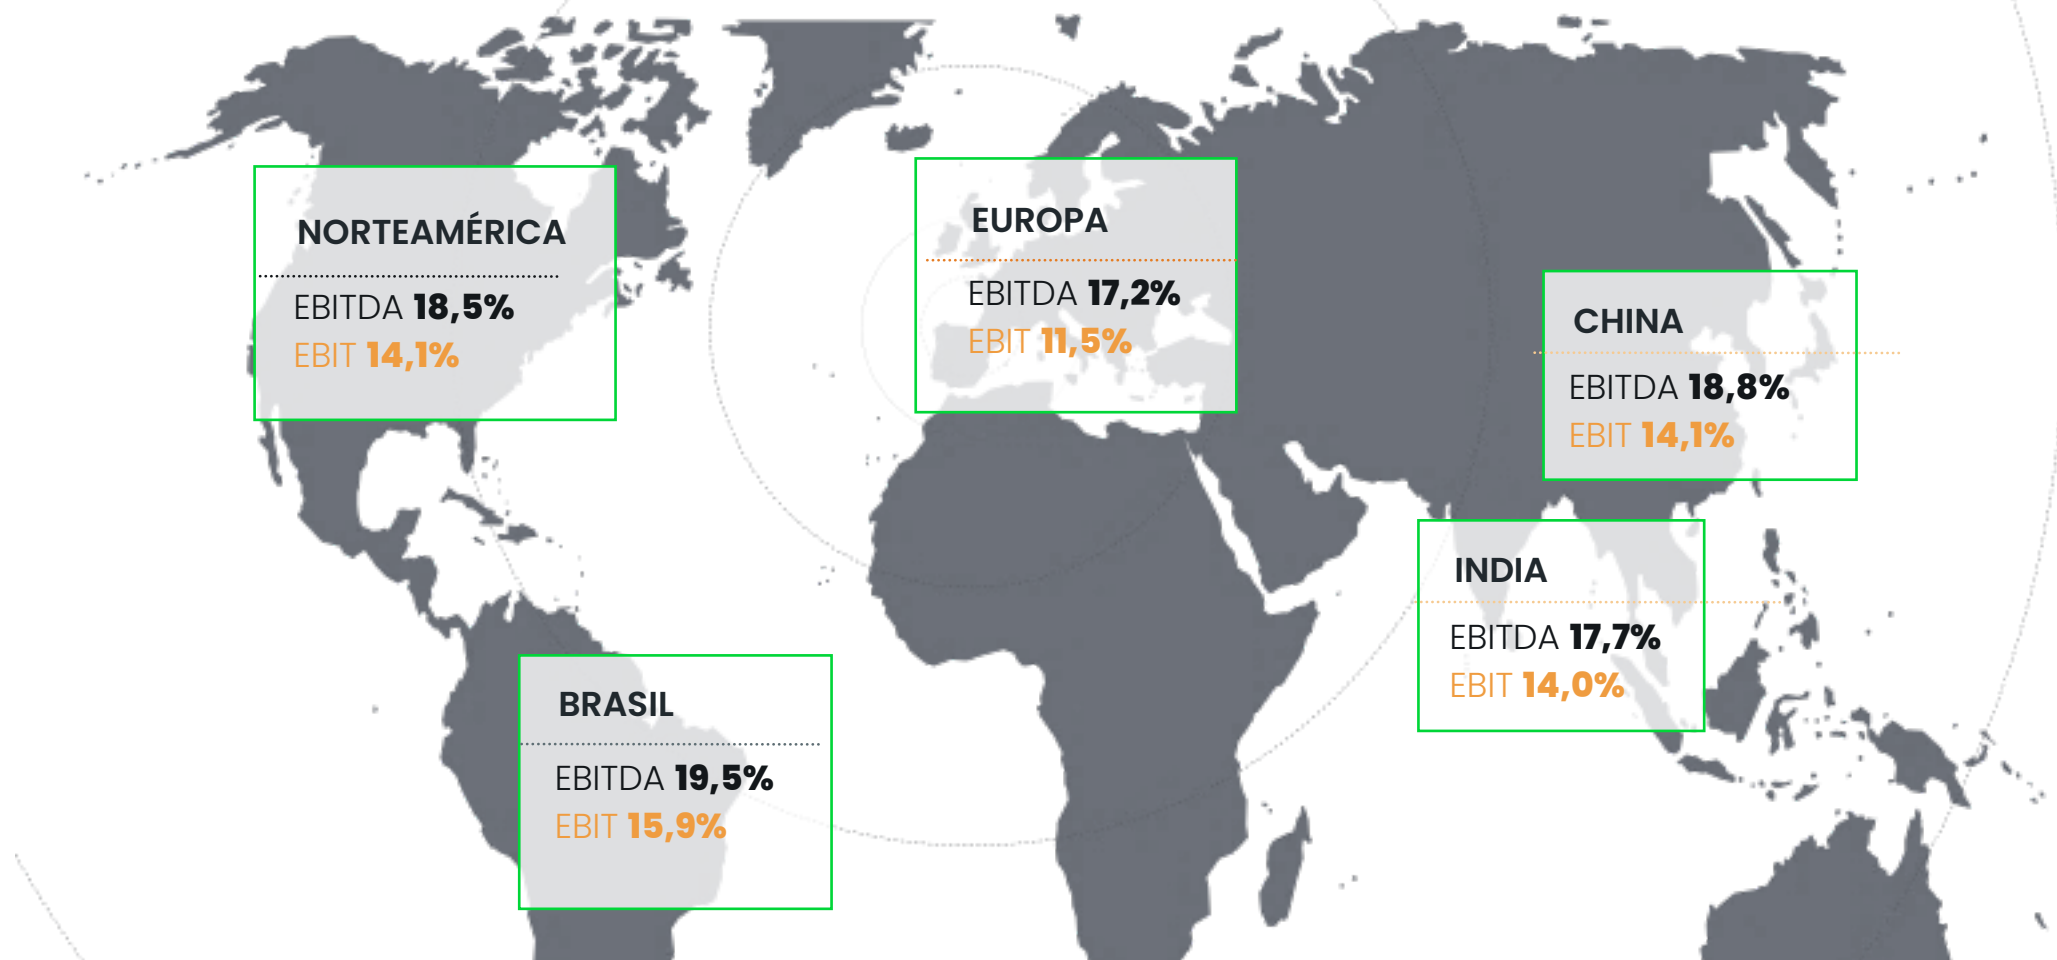 NORTEAMÉRICA
EBITDA 18,5%
EBIT 14,1%
EUROPA
EBITDA 17,2%
EBIT 11,5%
CHINA
EBITDA 18,8%
EBIT 14,1%
INDIA
EBITDA 17,7%
EBIT 14,0%
BRASIL
EBITDA 19,5%
EBIT 15,9%